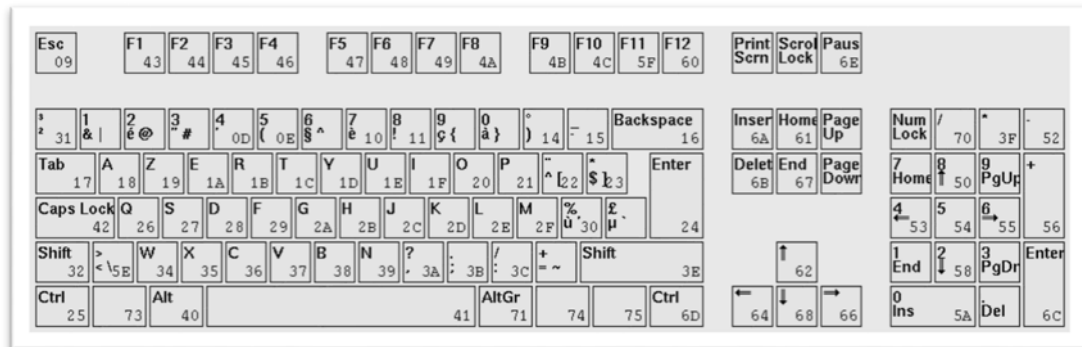 Esc F1 F2 F3 F4 F5 F6 F7 F8 F9 F10 F11 F12 Print Scrn Scrol Lock Paus
09 43 44 45 46 47 48 49 4A 4B 4C 5F 60 6E
³ 1 2 3 4 5 6 7 8 9 0 ° _ Backspace Inser Home Page Up Num Lock / * -
² 31 & | é @ " # ' 0D ( 0E § ^ è 10 ! 11 ç { à } ) 14 - 15 16 6A 61 70 3F 52
Tab A Z E R T Y U I O P ¨ * Enter Delet End Page Down 7 Home 8 ↑ 9 PgUp +
17 18 19 1A 1B 1C 1D 1E 1F 20 21 ^ [ 22 $ ] 23 6B 67 50
Caps Lock Q S D F G H J K L M % £ 4 ← 5 6 →
42 26 27 28 29 2A 2B 2C 2D 2E 2F ù ´ 30 µ ` 24 53 54 55 56
Shift > W X C V B N ? . / + Shift ↑ 1 End 2 ↓ 3 PgDn Enter
32 < \ 5E 34 35 36 37 38 39 , 3A ; 3B : 3C = ~ 3E 62 58
Ctrl Alt AltGr Ctrl ← ↓ → 0 Ins . Del
25 73 40 41 71 74 75 6D 64 68 66 5A 6C